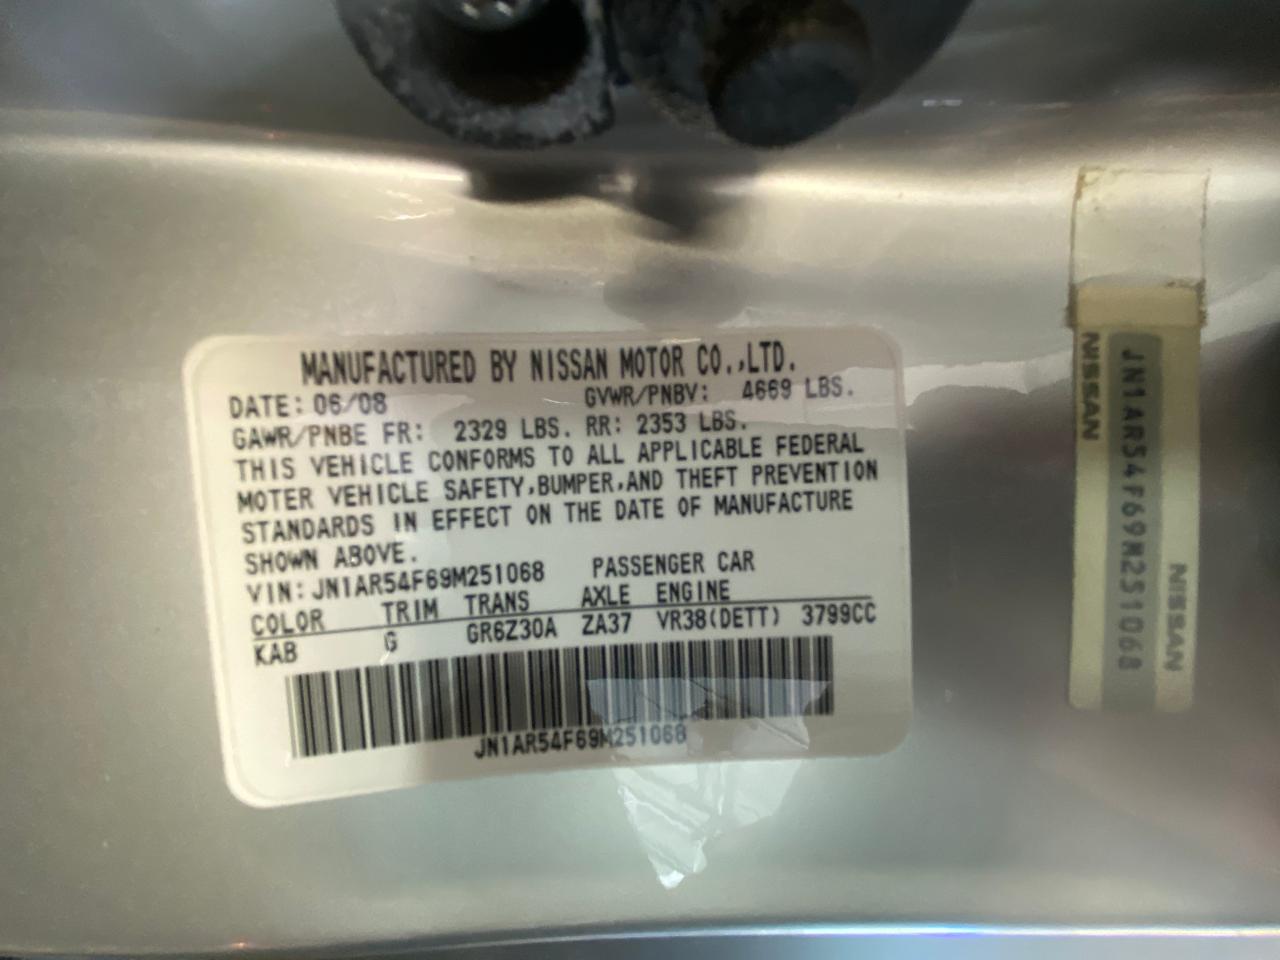 MANUFACTURED BY NISSAN MOTOR CO.,LTD.
DATE: 06/08 GVWR/PNBV: 4669 LBS.
GAWR/PNBE FR: 2329 LBS. RR: 2353 LBS.
THIS VEHICLE CONFORMS TO ALL APPLICABLE FEDERAL
MOTER VEHICLE SAFETY,BUMPER,AND THEFT PREVENTION
STANDARDS IN EFFECT ON THE DATE OF MANUFACTURE
SHOWN ABOVE.
VIN: JN1AR54F69M251068 PASSENGER CAR
COLOR TRIM TRANS AXLE ENGINE
KAB G GR6Z30A ZA37 VR38(DETT) 3799CC
JN1AR54F69M251068
NISSAN
JN1AR54F69M251068
NISSAN